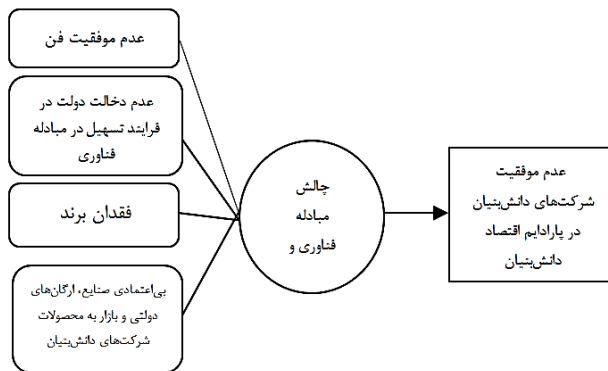 عدم موفقیت فن
عدم دخالت دولت در
فرایند تسهیل در مبادله
فناوری
فقدان برند
بی‌اعتمادی صنایع، ارگان‌های
دولتی و بازار به محصولات
شرکت‌های دانش‌بنیان
چالش
مبادله
فناوری و
عدم موفقیت
شرکت‌های دانش‌بنیان
در پارادایم اقتصاد
دانش‌بنیان